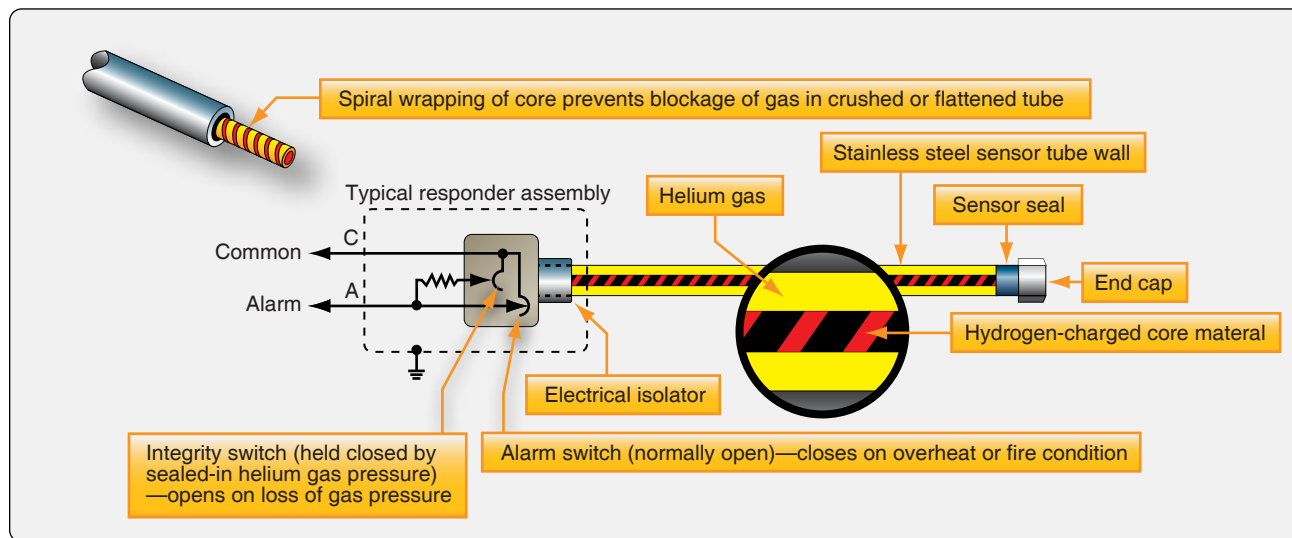 Spiral wrapping of core prevents blockage of gas in crushed or flattened tube
Stainless steel sensor tube wall
Typical responder assembly
Helium gas
Sensor seal
C
Common
A
Alarm
End cap
Hydrogen-charged core materal
Electrical isolator
Integrity switch (held closed by
sealed-in helium gas pressure)
—opens on loss of gas pressure
Alarm switch (normally open)—closes on overheat or fire condition